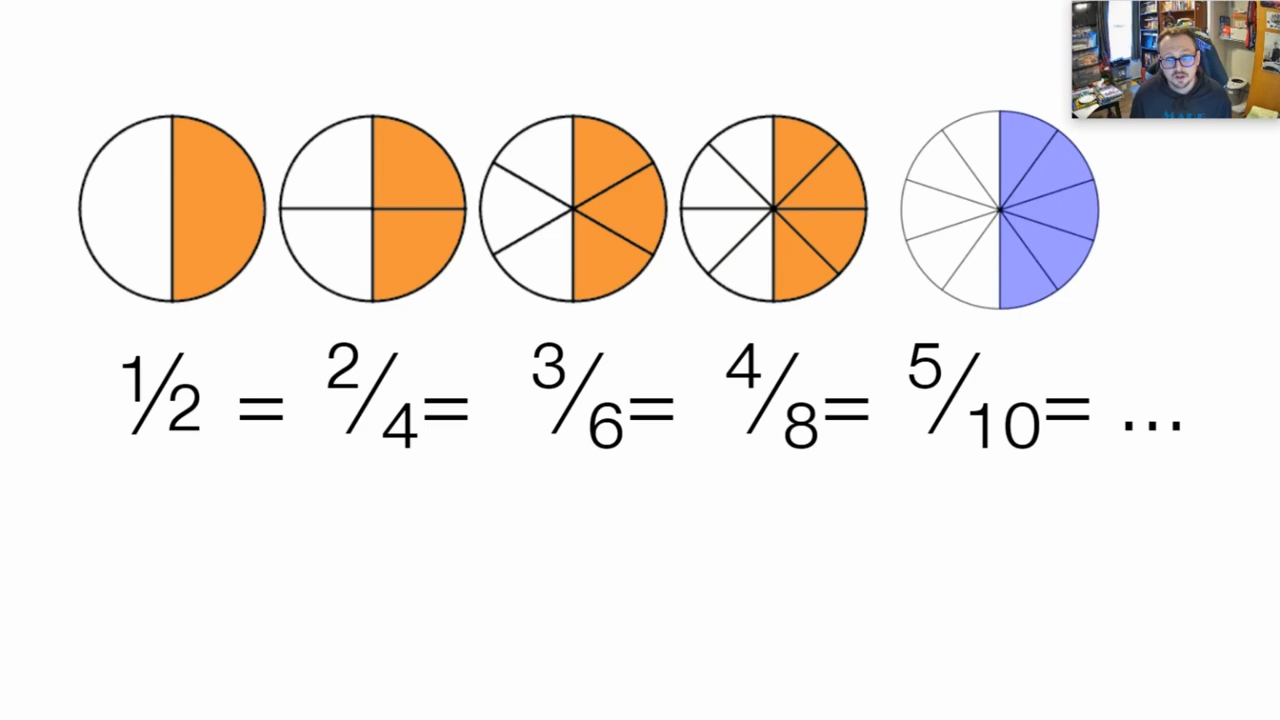 ½ = 2/4= 3/6= 4/8= 5/10= ...